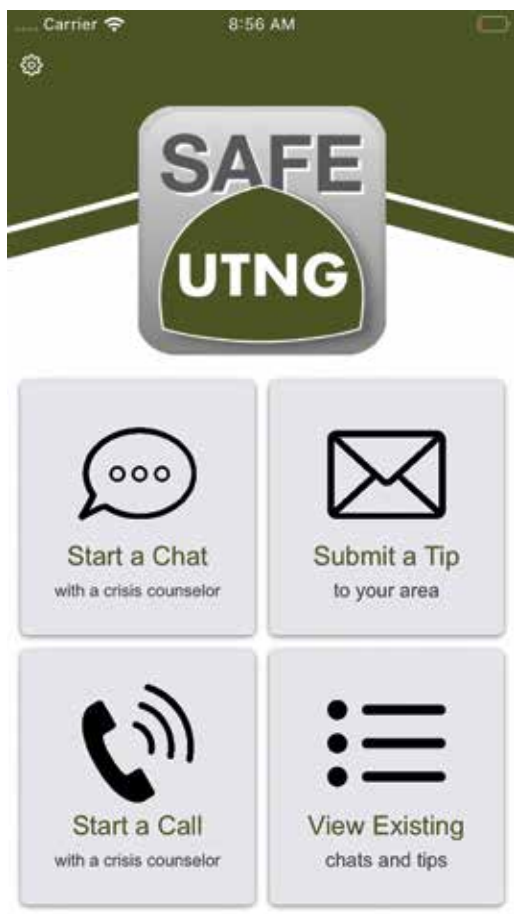 Carrier 8:56 AM
SAFE
UTNG
Start a Chat
with a crisis counselor
Submit a Tip
to your area
Start a Call
with a crisis counselor
View Existing
chats and tips